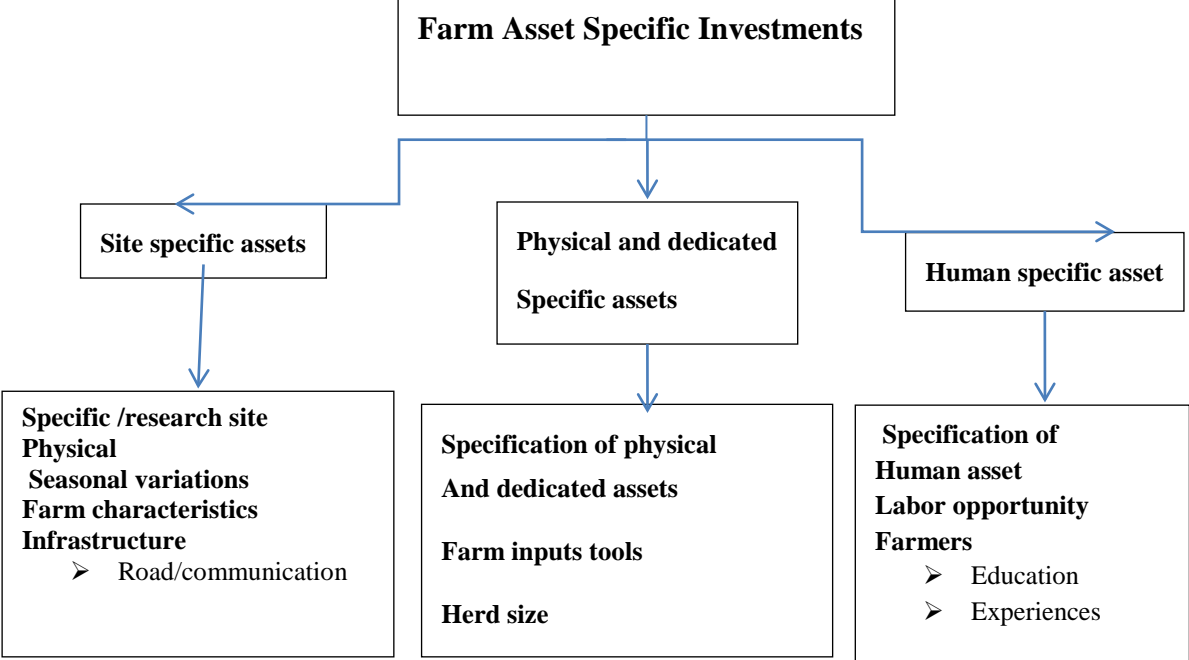 Farm Asset Specific Investments
Site specific assets
Physical and dedicated
Specific assets
Human specific asset
Specific /research site
Physical
Seasonal variations
Farm characteristics
Infrastructure
➢ Road/communication
Specification of physical
And dedicated assets
Farm inputs tools
Herd size
Specification of
Human asset
Labor opportunity
Farmers
➢ Education
➢ Experiences